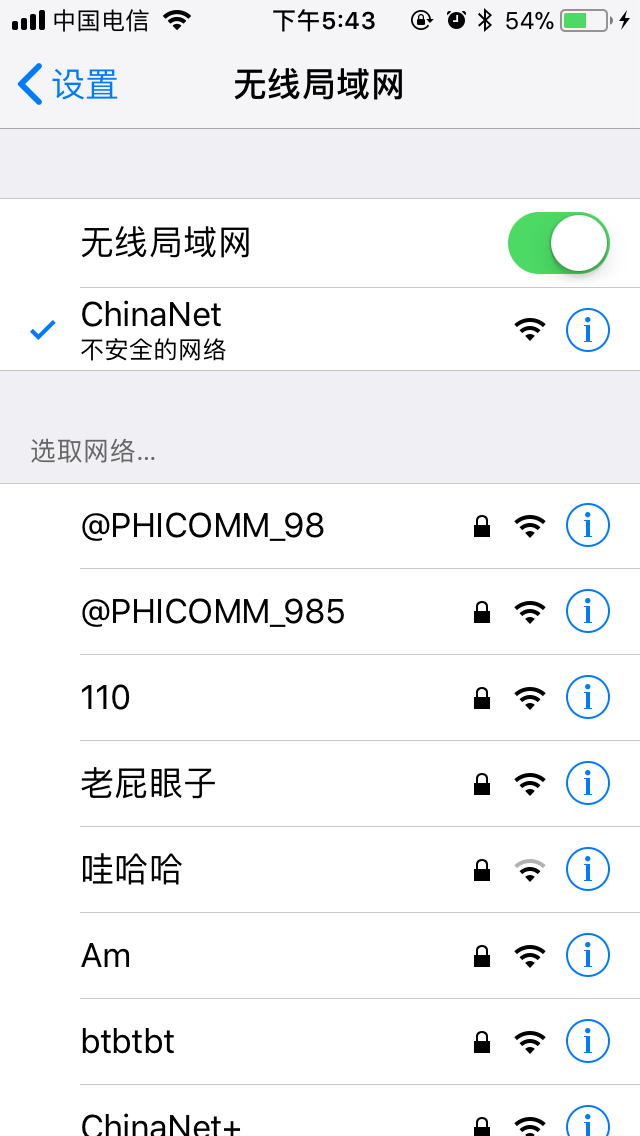 中国电信 下午5:43 54%
设置 无线局域网
无线局域网
ChinaNet
不安全的网络
选取网络...
@PHICOMM_98
@PHICOMM_985
110
老屁眼子
哇哈哈
Am
btbtbt
ChinaNet+